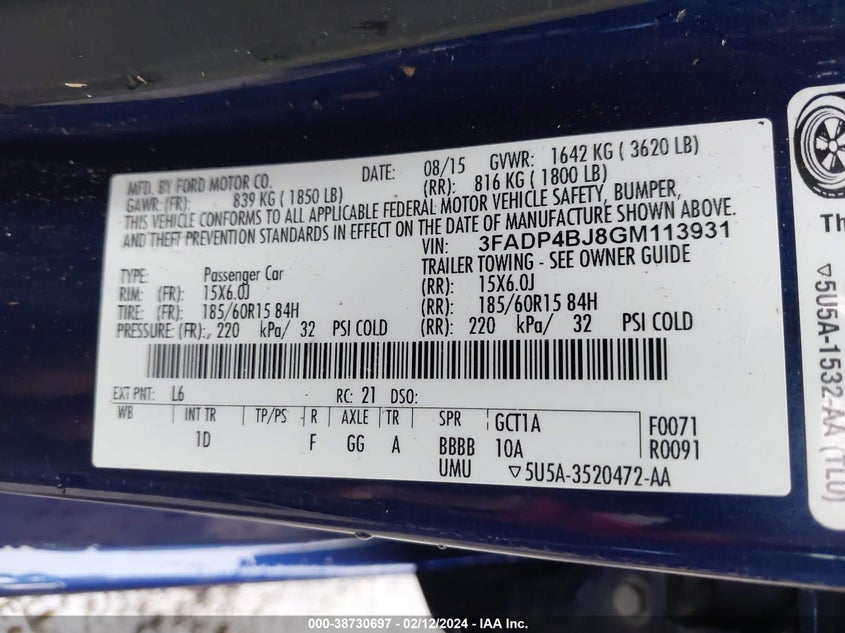 MFD. BY FORD MOTOR CO. DATE: 08/15 GVWR: 1642 KG ( 3620 LB)
GAWR: (FR): 839 KG ( 1850 LB) (RR): 816 KG ( 1800 LB)
THIS VEHICLE CONFORMS TO ALL APPLICABLE FEDERAL MOTOR VEHICLE SAFETY, BUMPER,
AND THEFT PREVENTION STANDARDS IN EFFECT ON THE DATE OF MANUFACTURE SHOWN ABOVE.
VIN: 3FADP4BJ8GM113931
TYPE: Passenger Car TRAILER TOWING - SEE OWNER GUIDE
RIM: (FR): 15X6.0J (RR): 15X6.0J
TIRE: (FR): 185/60R15 84H (RR): 185/60R15 84H
PRESSURE: (FR): 220 kPa/ 32 PSI COLD (RR): 220 kPa/ 32 PSI COLD
EXT PNT: L6 RC: 21 DSO:
WB INT TR TP/PS R AXLE TR SPR GCT1A F0071
1D F GG A BBBB 10A R0091
UMU ▽5U5A-3520472-AA
Th
▽5U5A-1532-AA (TLU)
000-38730697 - 02/12/2024 - IAA Inc.